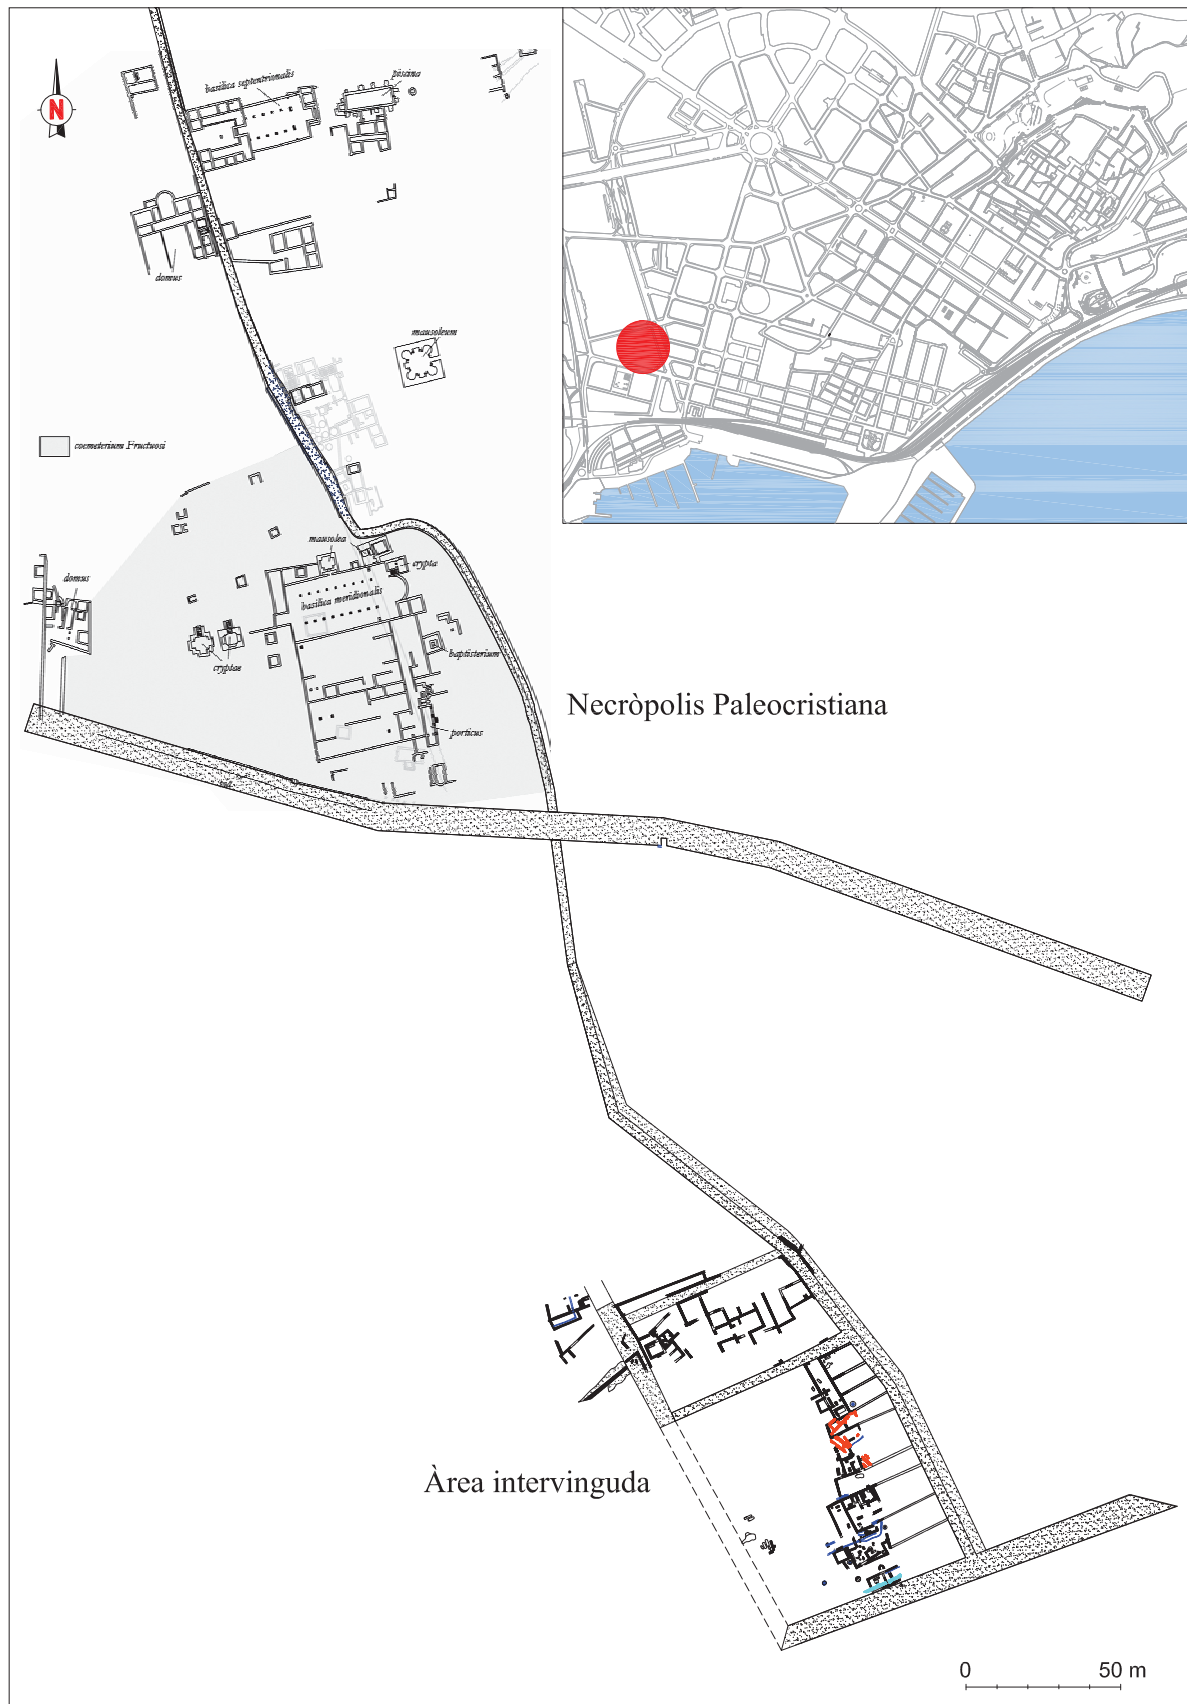 basilica septentrionalis
piscina
N
domus
mausoleum
coemeterium Fructuosi
mausolea
crypta
domus
basilica meridionalis
cryptae
baptisterium
Necròpolis Paleocristiana
porticus
Àrea intervinguda
0 50 m